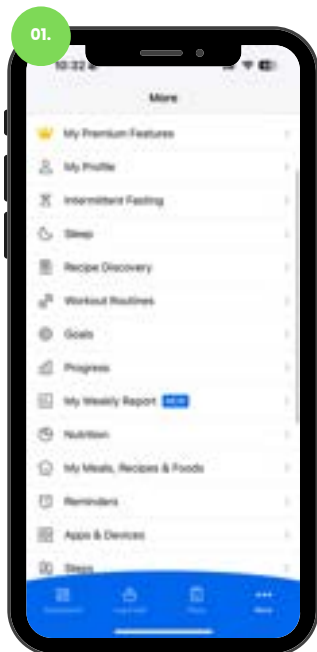 01.
10:32
More
My Premium Features
My Profile
Intermittent Fasting
Sleep
Recipe Discovery
Workout Routines
Goals
Progress
My Weekly Report NEW
Nutrition
My Meals, Recipes & Foods
Reminders
Apps & Devices
Steps
More